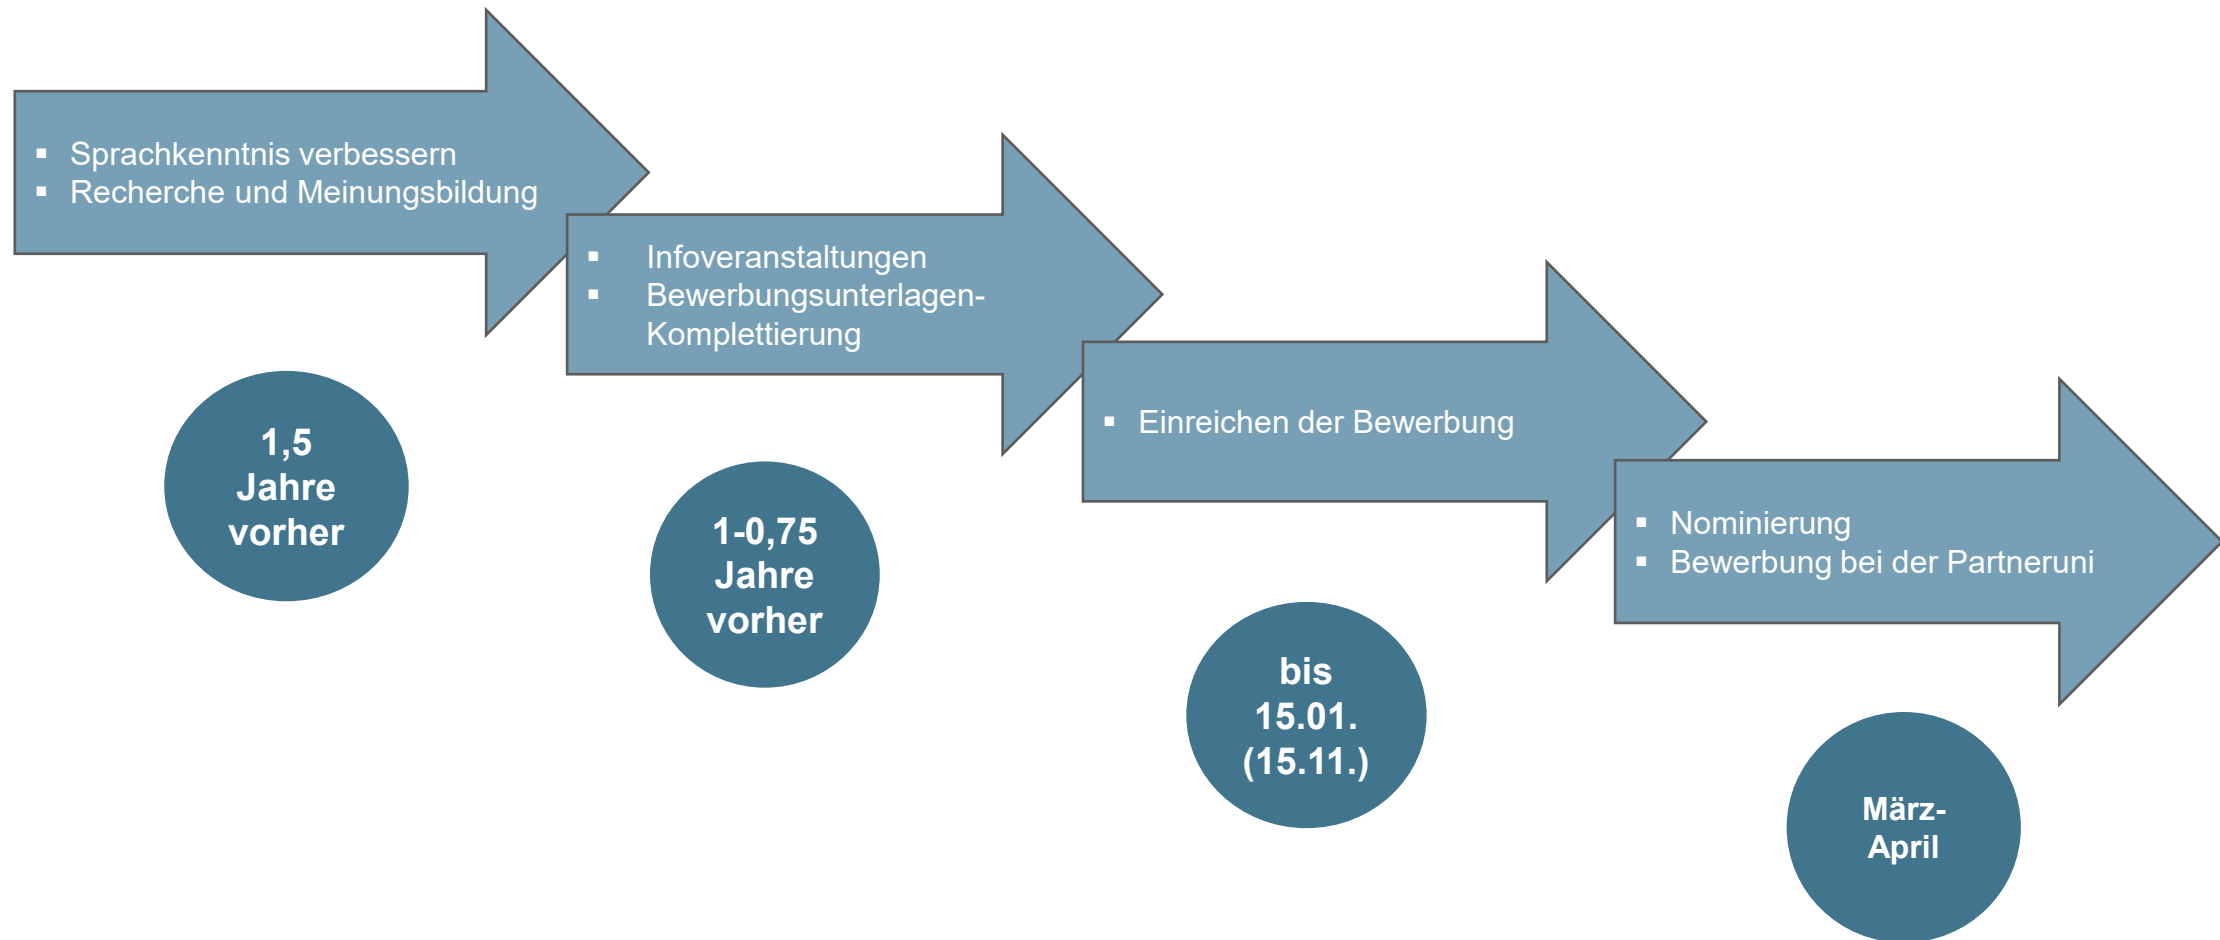 ▪ Sprachkenntnis verbessern
▪ Recherche und Meinungsbildung
1,5
Jahre
vorher
▪ Infoveranstaltungen
▪ Bewerbungsunterlagen-
Komplettierung
1-0,75
Jahre
vorher
▪ Einreichen der Bewerbung
bis
15.01.
(15.11.)
▪ Nominierung
▪ Bewerbung bei der Partneruni
März-
April